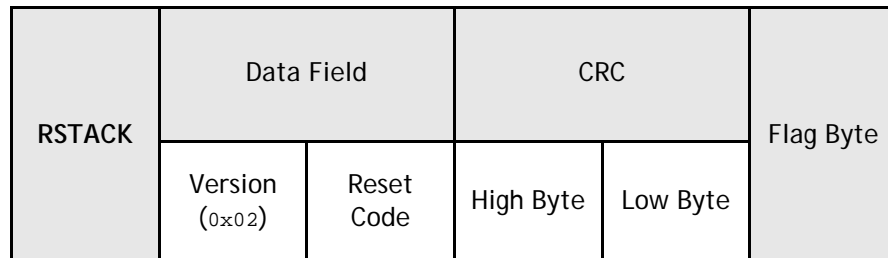 RSTACK
Data Field
CRC
Flag Byte
Version
(0x02)
Reset
Code
High Byte
Low Byte